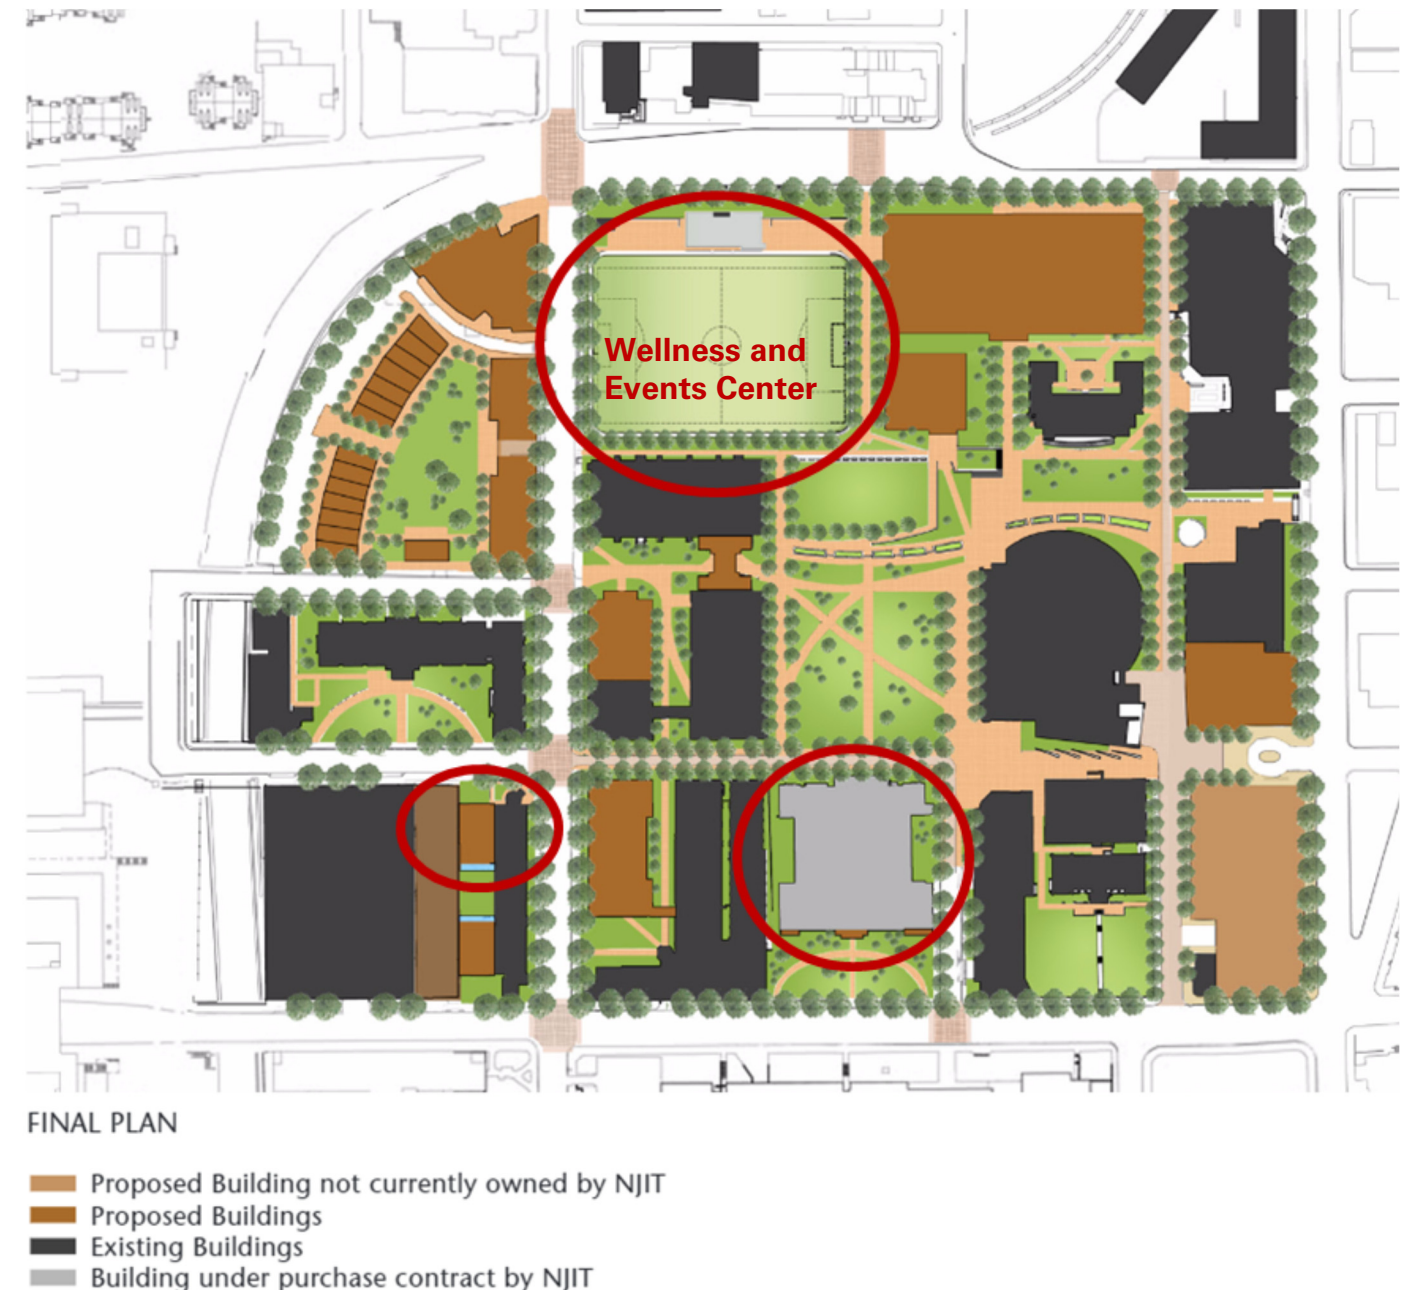 Wellness and
Events Center
FINAL PLAN
Proposed Building not currently owned by NJIT
Proposed Buildings
Existing Buildings
Building under purchase contract by NJIT